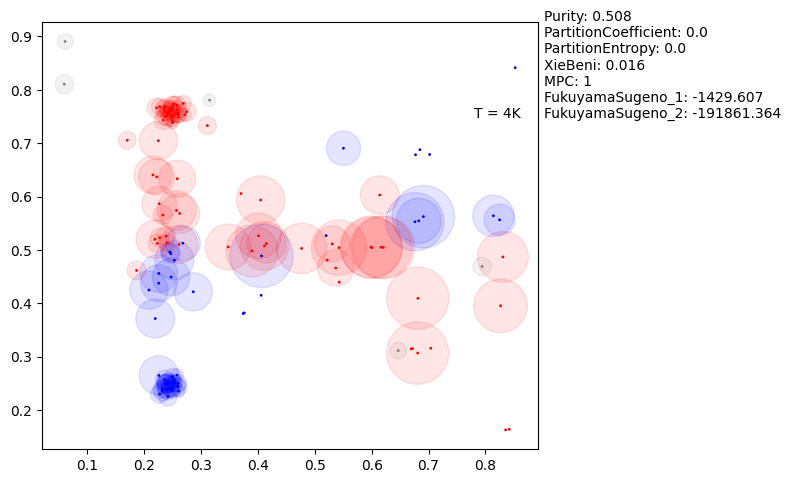 Purity: 0.508
PartitionCoefficient: 0.0
PartitionEntropy: 0.0
XieBeni: 0.016
MPC: 1
FukuyamaSugeno_1: -1429.607
FukuyamaSugeno_2: -191861.364
T = 4K
0.9
0.8
0.7
0.6
0.5
0.4
0.3
0.2
0.1 0.2 0.3 0.4 0.5 0.6 0.7 0.8